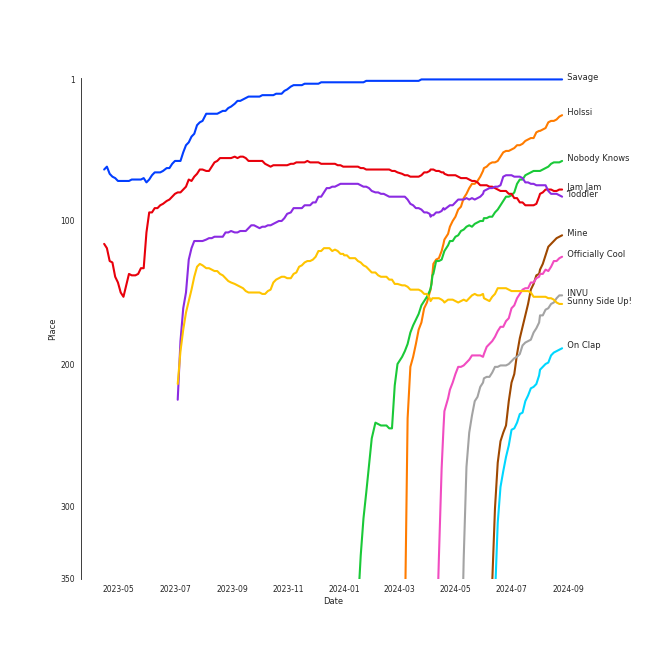 1
100
200
300
350
Place
2023-05
2023-07
2023-09
2023-11
2024-01
2024-03
2024-05
2024-07
2024-09
Date
Savage
Holssi
Nobody Knows
Jam Jam
Toddler
Mine
Officially Cool
INVU
Sunny Side Up!
On Clap